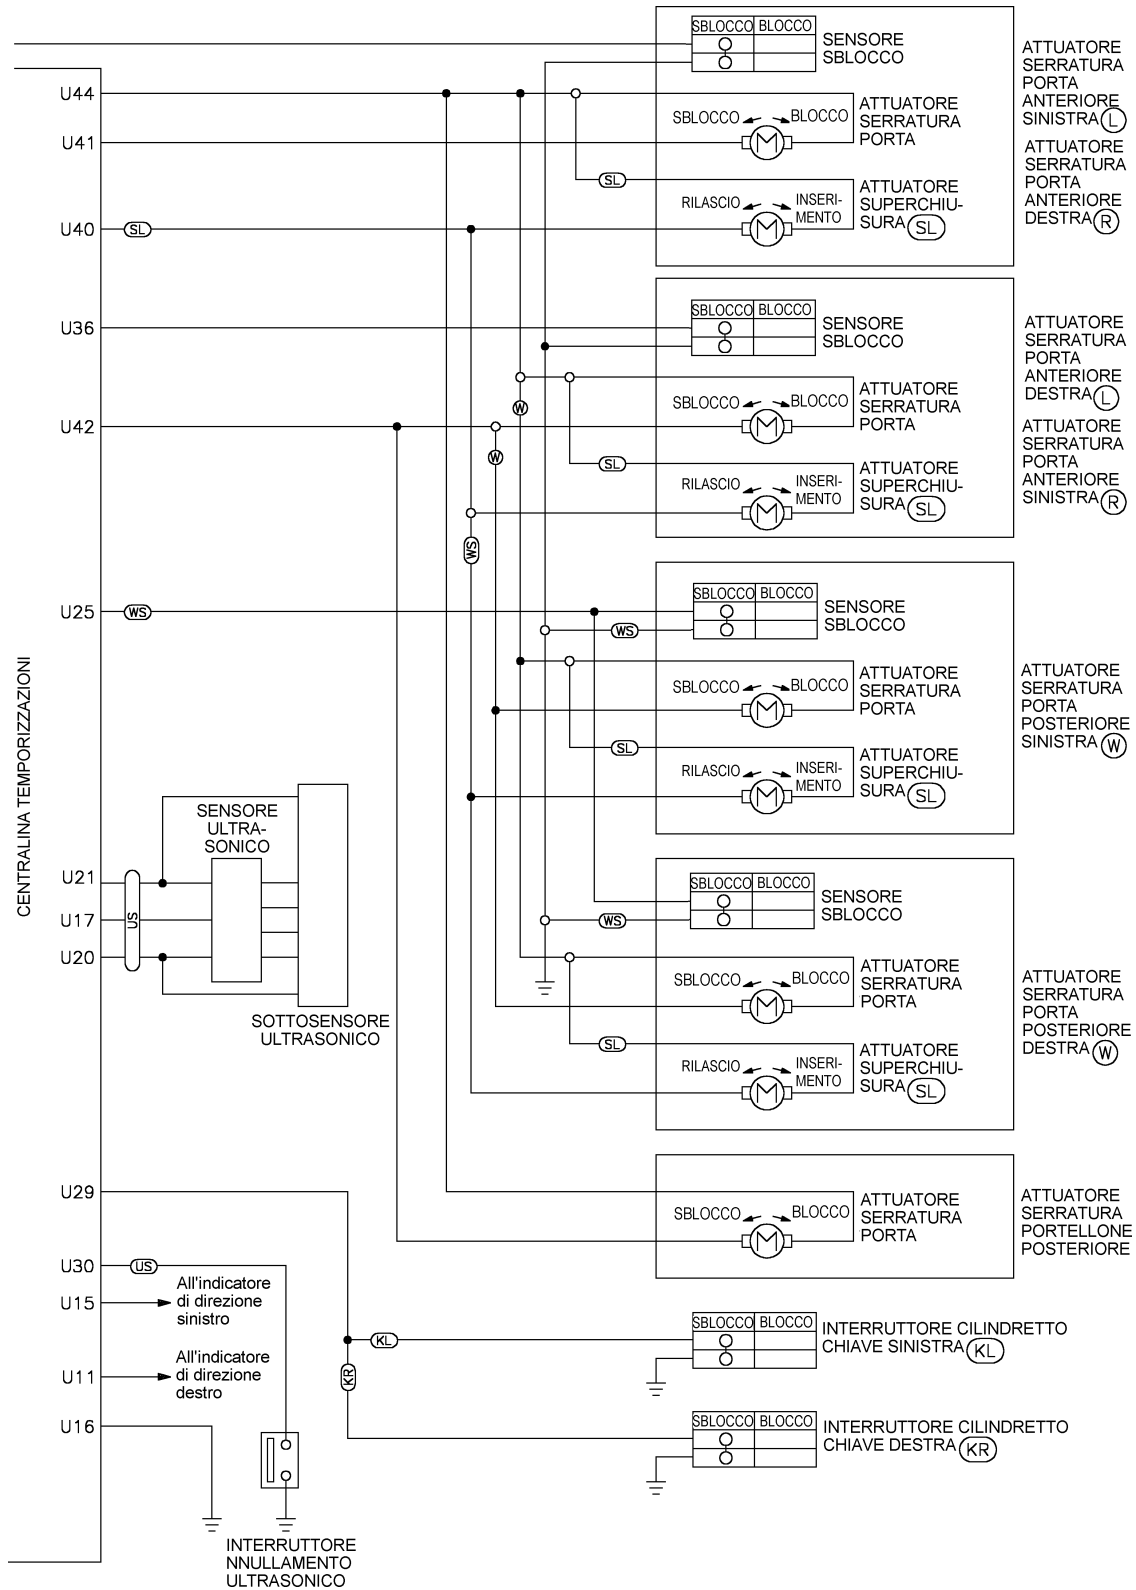 SBLOCCO BLOCCO
SENSORE
SBLOCCO
ATTUATORE
SERRATURA
PORTA
ANTERIORE
SINISTRA L
ATTUATORE
SERRATURA
PORTA
ANTERIORE
DESTRA R
U44
SBLOCCO BLOCCO
ATTUATORE
SERRATURA
PORTA
U41
M
SL
RILASCIO INSERI-
MENTO
ATTUATORE
SUPERCHIU-
SURA SL
U40 SL
M
SBLOCCO BLOCCO
U36
SENSORE
SBLOCCO
ATTUATORE
SERRATURA
PORTA
ANTERIORE
DESTRA L
ATTUATORE
SERRATURA
PORTA
ANTERIORE
SINISTRA R
W
SBLOCCO BLOCCO
ATTUATORE
SERRATURA
PORTA
U42
M
W
SL
RILASCIO INSERI-
MENTO
ATTUATORE
SUPERCHIU-
SURA SL
M
WS
SBLOCCO BLOCCO
U25 WS
SENSORE
SBLOCCO
WS
SBLOCCO BLOCCO
ATTUATORE
SERRATURA
PORTA
M
ATTUATORE
SERRATURA
PORTA
POSTERIORE
SINISTRA W
SL
RILASCIO INSERI-
MENTO
ATTUATORE
SUPERCHIU-
SURA SL
M
CENTRALINA TEMPORIZZAZIONI
SENSORE
ULTRA-
SONICO
U21
U17
U20
US
SOTTOSENSORE
ULTRASONICO
SBLOCCO BLOCCO
SENSORE
SBLOCCO
WS
SBLOCCO BLOCCO
ATTUATORE
SERRATURA
PORTA
M
ATTUATORE
SERRATURA
PORTA
POSTERIORE
DESTRA W
SL
RILASCIO INSERI-
MENTO
ATTUATORE
SUPERCHIU-
SURA SL
M
U29
SBLOCCO BLOCCO
ATTUATORE
SERRATURA
PORTA
M
ATTUATORE
SERRATURA
PORTELLONE
POSTERIORE
U30 US
U15
All'indicatore
di direzione
sinistro
U11
All'indicatore
di direzione
destro
U16
KL
KR
SBLOCCO BLOCCO
INTERRUTTORE CILINDRETTO
CHIAVE SINISTRA KL
SBLOCCO BLOCCO
INTERRUTTORE CILINDRETTO
CHIAVE DESTRA KR
INTERRUTTORE
NNULLAMENTO
ULTRASONICO